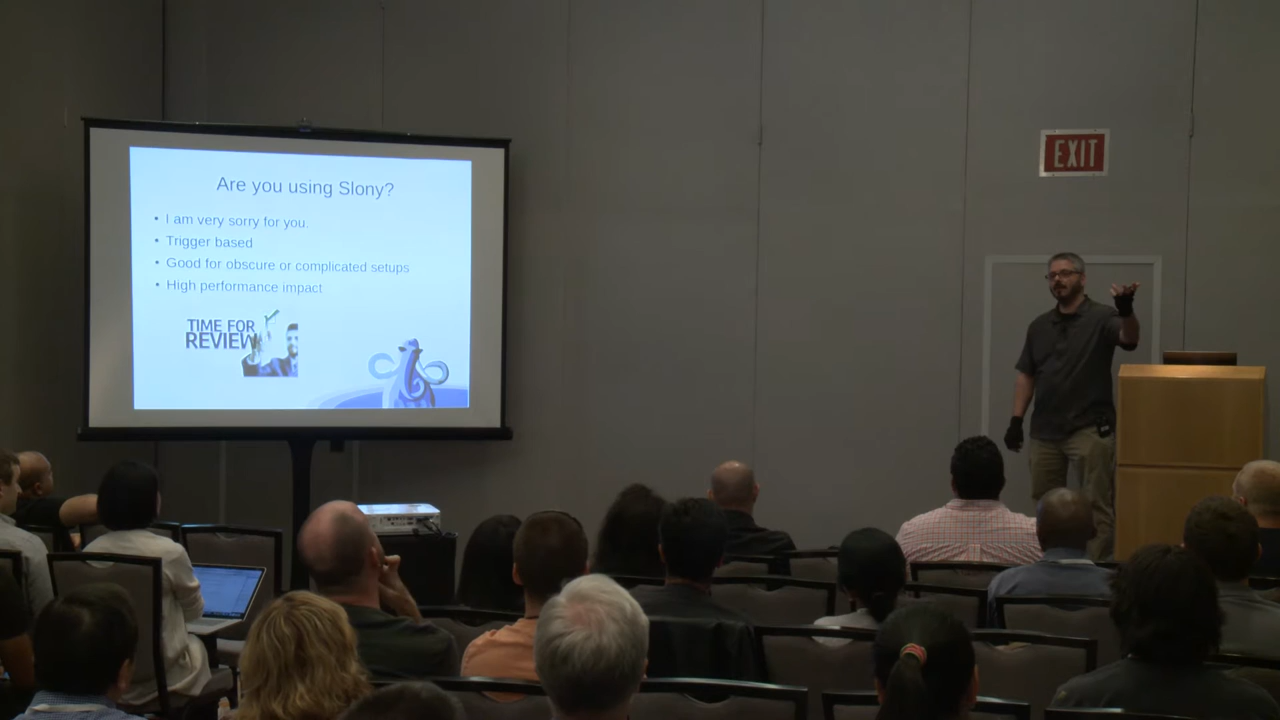 Are you using Slony?
• I am very sorry for you.
• Trigger based
• Good for obscure or complicated setups
• High performance impact
TIME FOR
REVIEW
EXIT